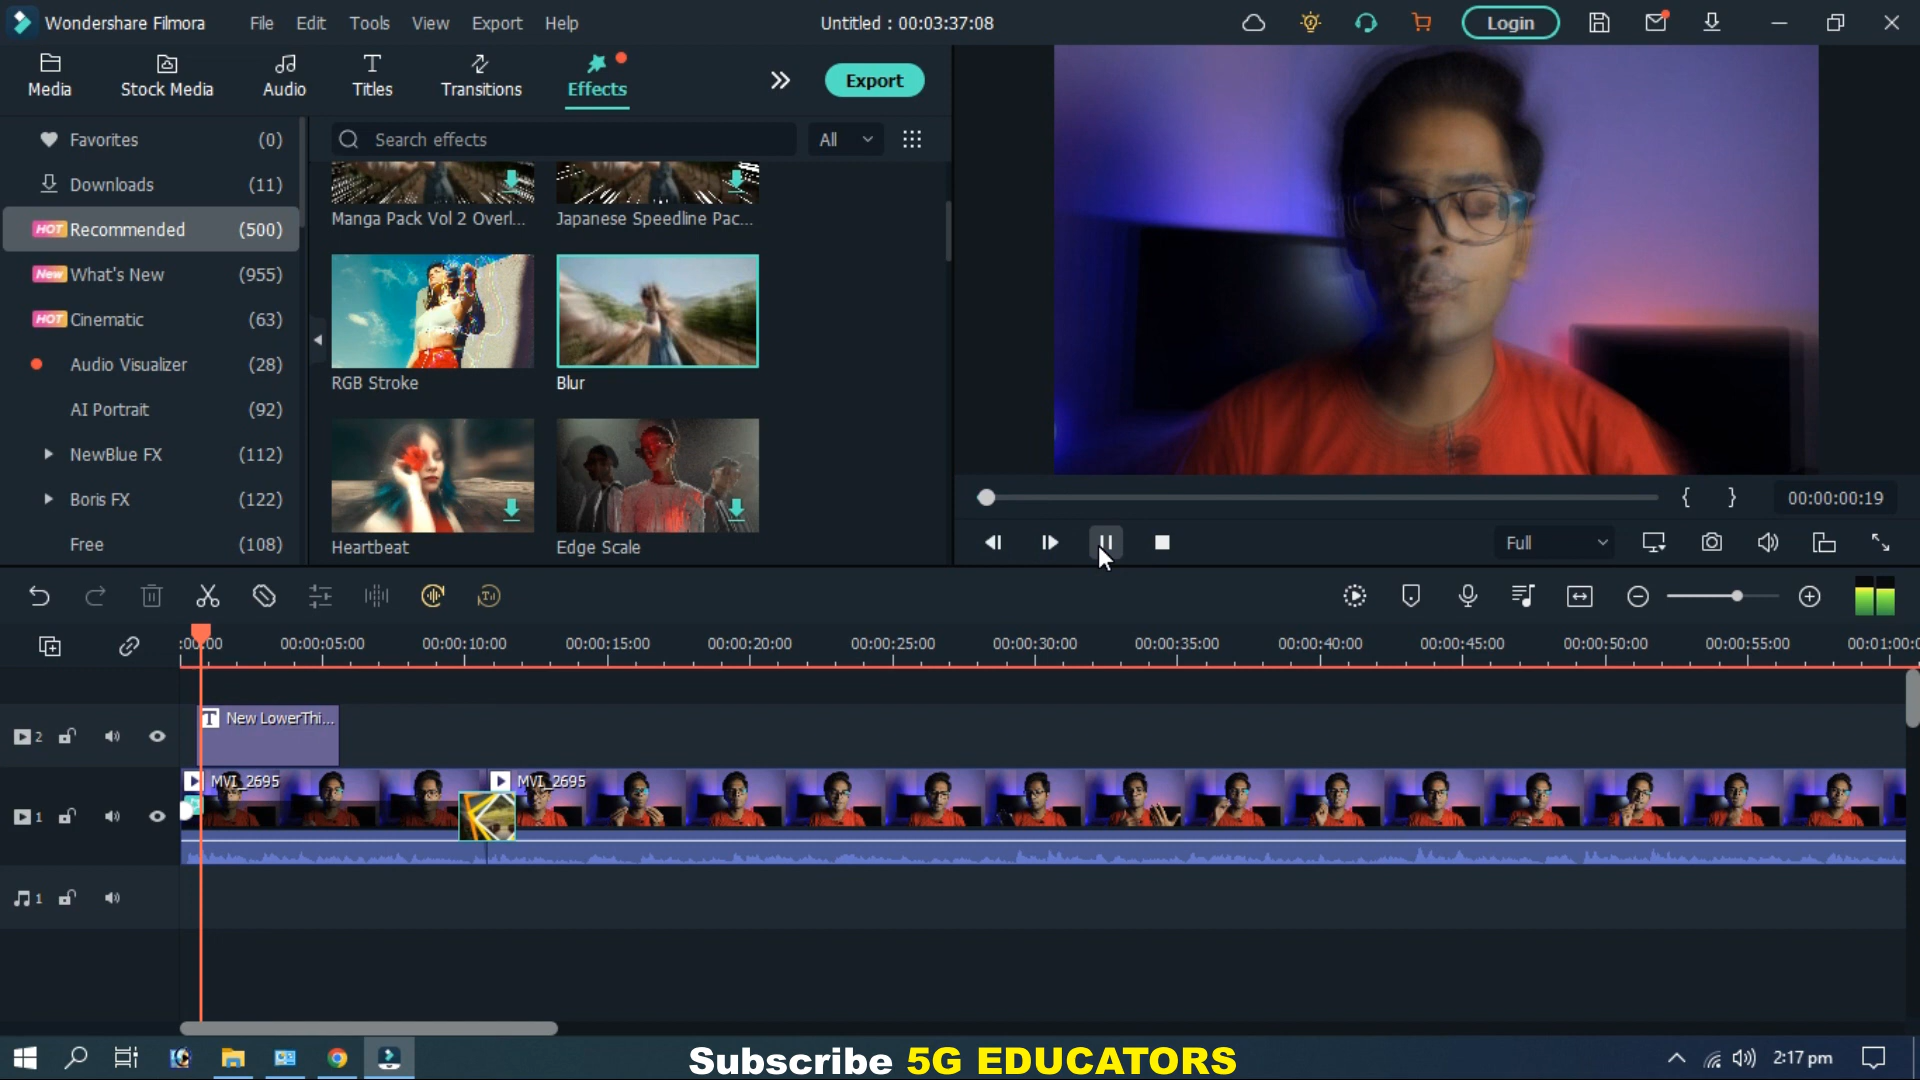 Wondershare Filmora File Edit Tools View Export Help Untitled : 00:03:37:08 Login
Media Stock Media Audio Titles Transitions Effects Export
Favorites (0)
Downloads (11)
HOT Recommended (500)
New What's New (955)
HOT Cinematic (63)
Audio Visualizer (28)
AI Portrait (92)
NewBlue FX (112)
Boris FX (122)
Free (108)
Search effects All
Manga Pack Vol 2 Overl... Japanese Speedline Pac...
RGB Stroke Blur
Heartbeat Edge Scale
{ } 00:00:00:19
Full
:00:00 00:00:05:00 00:00:10:00 00:00:15:00 00:00:20:00 00:00:25:00 00:00:30:00 00:00:35:00 00:00:40:00 00:00:45:00 00:00:50:00 00:00:55:00 00:01:00:0
2 T New LowerThi...
MVI_2695 MVI_2695
1
1
Subscribe 5G EDUCATORS
2:17 pm